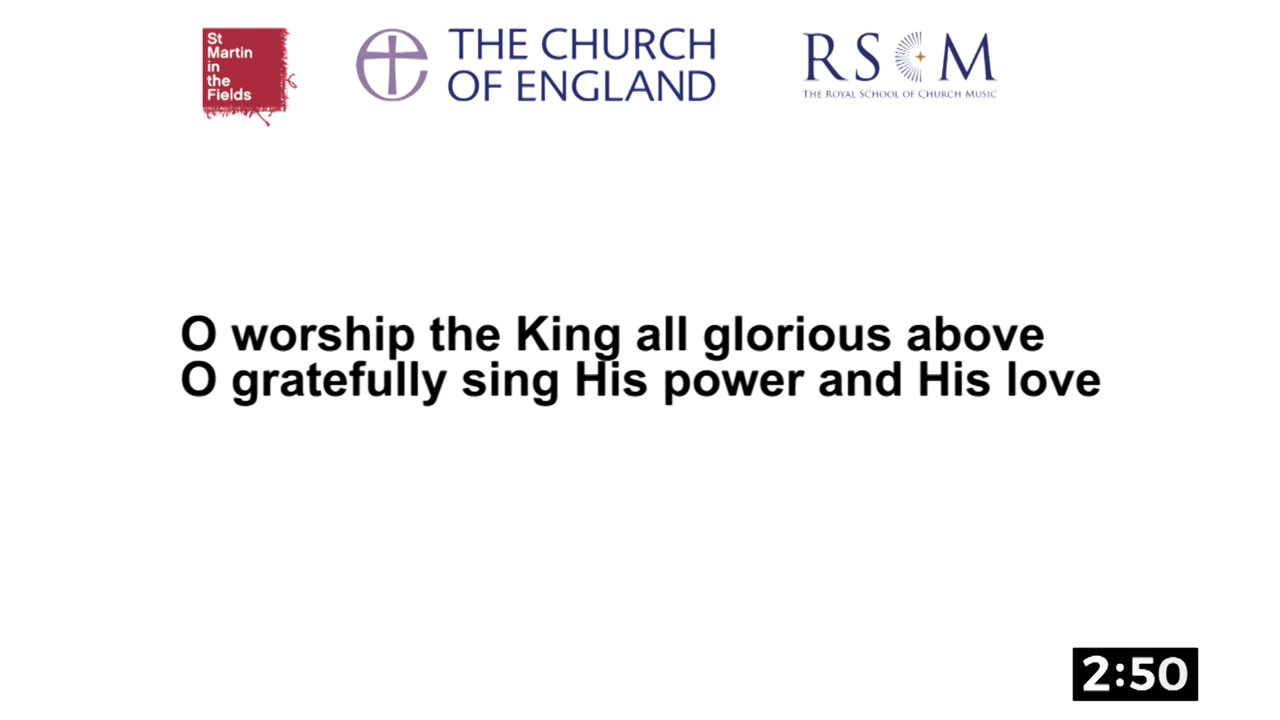 St
Martin
in
the
Fields
THE CHURCH
OF ENGLAND
RSCM
THE ROYAL SCHOOL OF CHURCH MUSIC
O worship the King all glorious above
O gratefully sing His power and His love
2:50